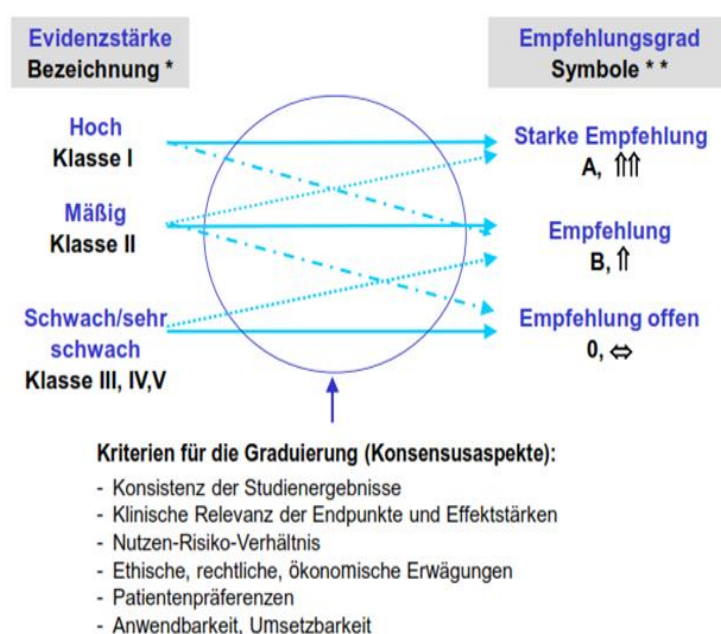 Evidenzstärke
Bezeichnung *
Empfehlungsgrad
Symbole * *
Hoch
Klasse I
Starke Empfehlung
A, ⇑⇑
Mäßig
Klasse II
Empfehlung
B, ⇑
Schwach/sehr
schwach
Klasse III, IV,V
Empfehlung offen
0, ⇔
Kriterien für die Graduierung (Konsensusaspekte):
- Konsistenz der Studienergebnisse
- Klinische Relevanz der Endpunkte und Effektstärken
- Nutzen-Risiko-Verhältnis
- Ethische, rechtliche, ökonomische Erwägungen
- Patientenpräferenzen
- Anwendbarkeit, Umsetzbarkeit